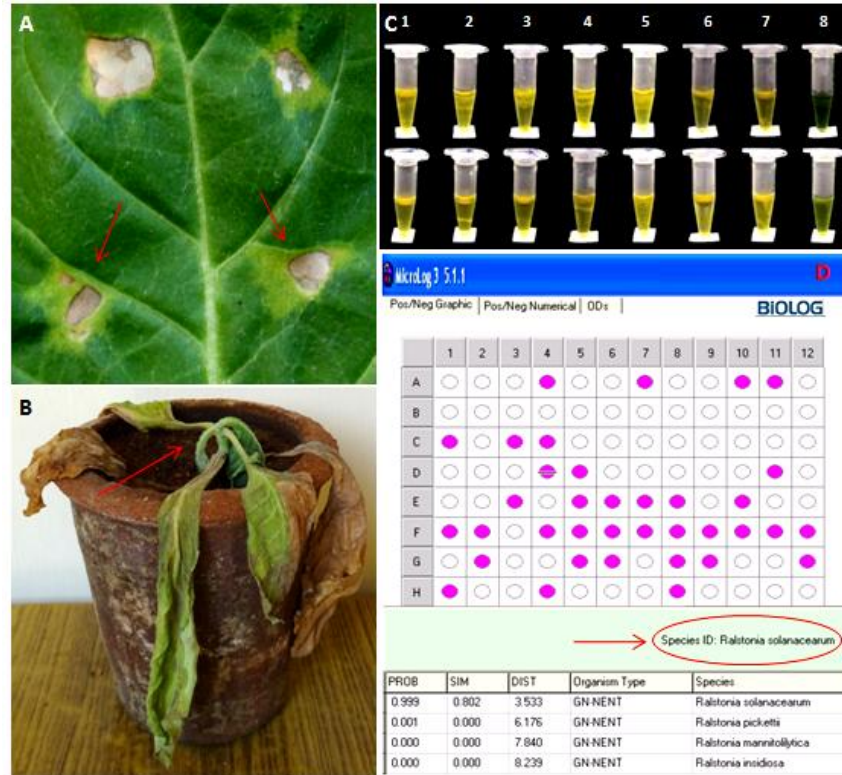 A
B
C
1 2 3 4 5 6 7 8
MicroLog 3 5.1.1
D
Pos/Neg Graphic Pos/Neg Numerical ODs
BiOLOG
1 2 3 4 5 6 7 8 9 10 11 12
A
B
C
D
E
F
G
H
Species ID: Ralstonia solanacearum
PROB SIM DIST Organism Type Species
0.999 0.802 3.533 GN-NENT Ralstonia solanacearum
0.001 0.000 6.176 GN-NENT Ralstonia pickettii
0.000 0.000 7.840 GN-NENT Ralstonia mannitolilytica
0.000 0.000 8.239 GN-NENT Ralstonia insidiosa